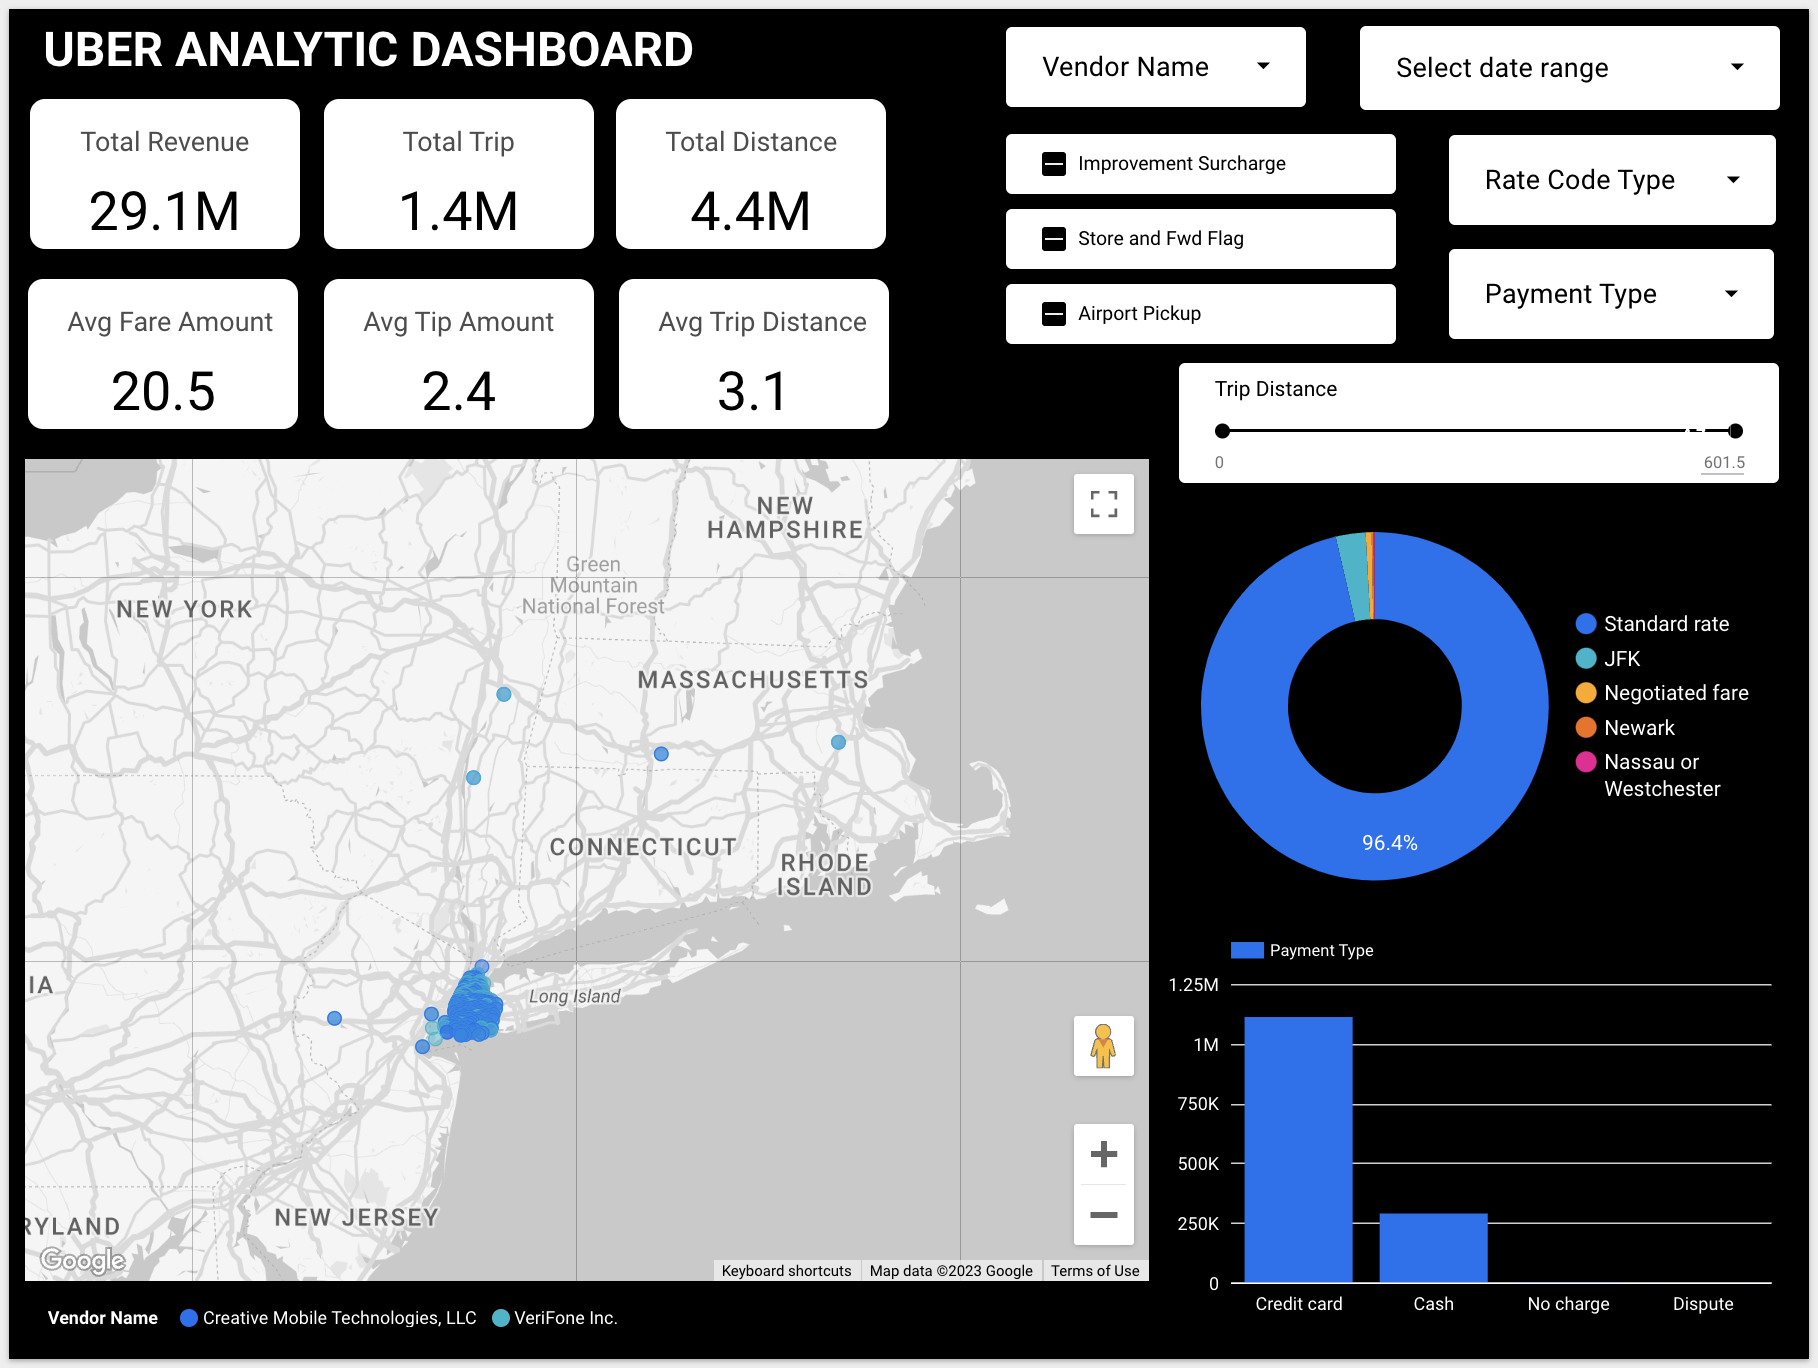 UBER ANALYTIC DASHBOARD
Vendor Name
Select date range
Total Revenue
29.1M
Total Trip
1.4M
Total Distance
4.4M
Improvement Surcharge
Store and Fwd Flag
Airport Pickup
Rate Code Type
Payment Type
Avg Fare Amount
20.5
Avg Tip Amount
2.4
Avg Trip Distance
3.1
Trip Distance
0
601.5
NEW
HAMPSHIRE
Green
Mountain
National Forest
NEW YORK
MASSACHUSETTS
CONNECTICUT
RHODE
ISLAND
IA
Long Island
NEW JERSEY
RYLAND
Google
Keyboard shortcuts
Map data ©2023 Google
Terms of Use
Vendor Name
Creative Mobile Technologies, LLC
VeriFone Inc.
96.4%
Standard rate
JFK
Negotiated fare
Newark
Nassau or
Westchester
Payment Type
1.25M
1M
750K
500K
250K
0
Credit card
Cash
No charge
Dispute